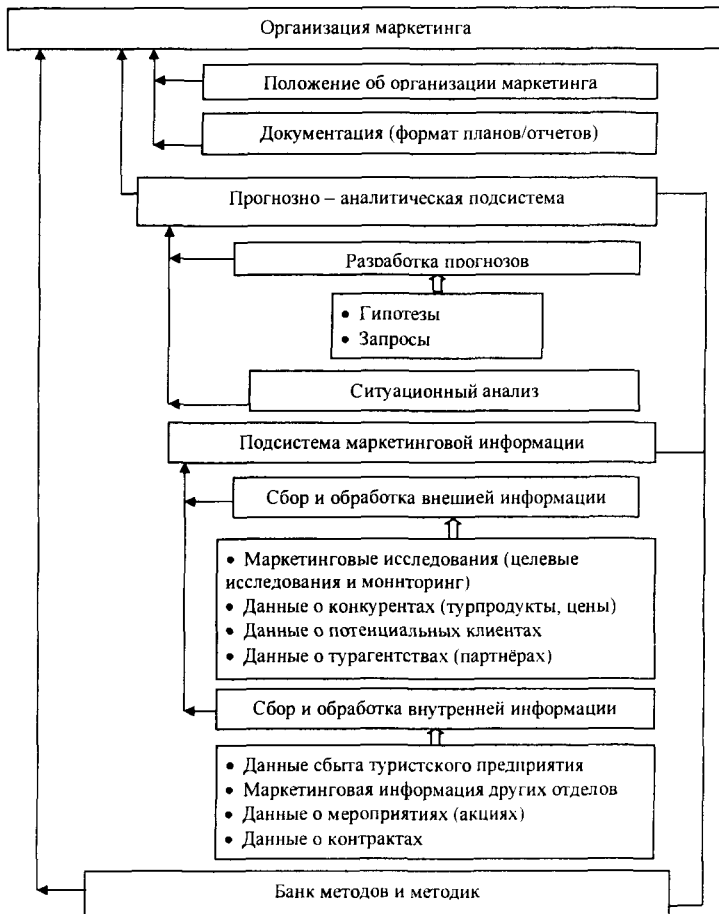 Организация маркетинга
Положение об организации маркетинга
Документация (формат планов/отчетов)
Прогнозно – аналитическая подсистема
Разработка прогнозов
• Гипотезы
• Запросы
Ситуационный анализ
Подсистема маркетинговой информации
Сбор и обработка внешней информации
• Маркетинговые исследования (целевые
исследования и мониторинг)
• Данные о конкурентах (турпродукты, цены)
• Данные о потенциальных клиентах
• Данные о турагентствах (партнёрах)
Сбор и обработка внутренней информации
• Данные сбыта туристского предприятия
• Маркетинговая информация других отделов
• Данные о мероприятиях (акциях)
• Данные о контрактах
Банк методов и методик